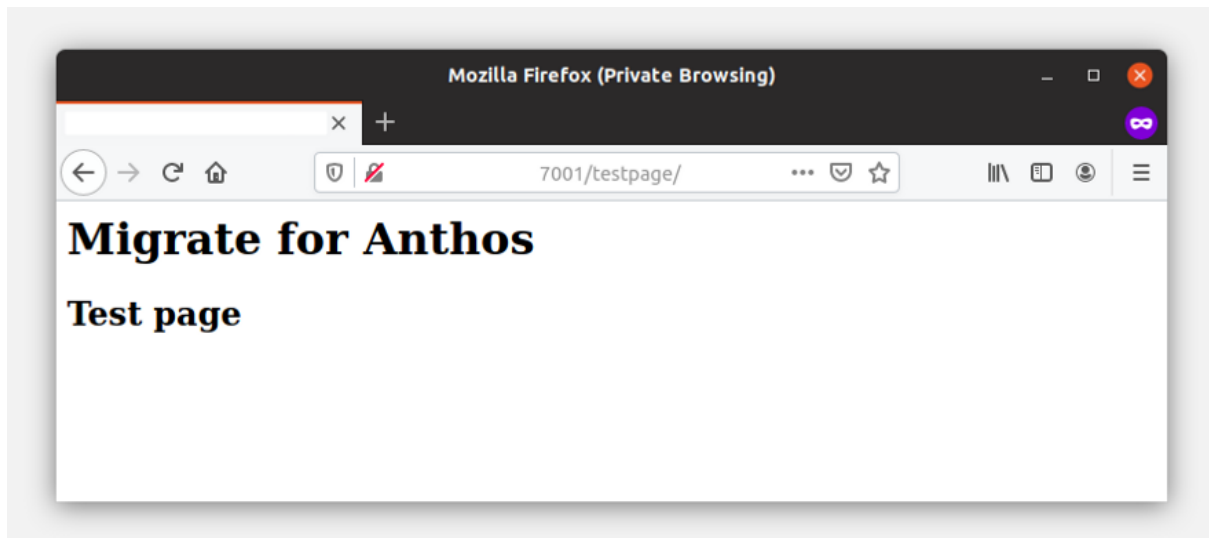 Mozilla Firefox (Private Browsing)
7001/testpage/
Migrate for Anthos
Test page